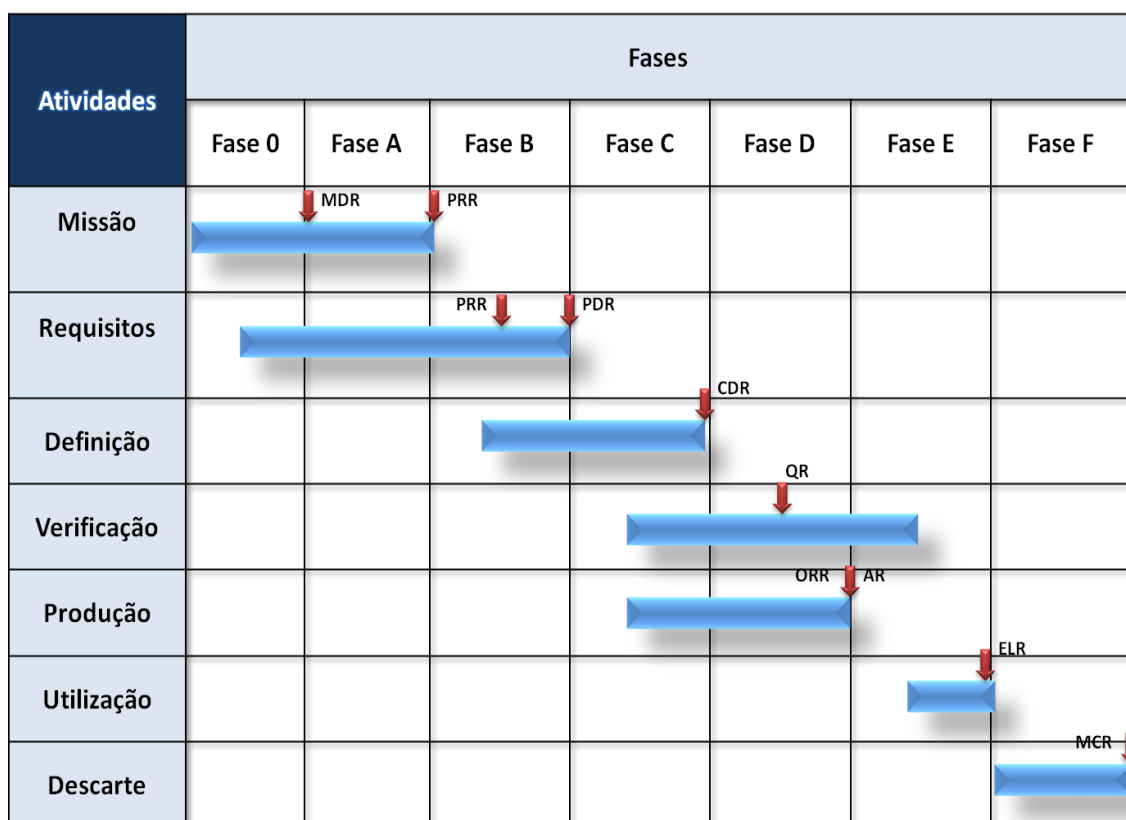 Fases
Atividades
Fase 0
Fase A
Fase B
Fase C
Fase D
Fase E
Fase F
Missão
MDR
PRR
Requisitos
PRR
PDR
CDR
Definição
QR
Verificação
ORR
AR
Produção
ELR
Utilização
MCR
Descarte